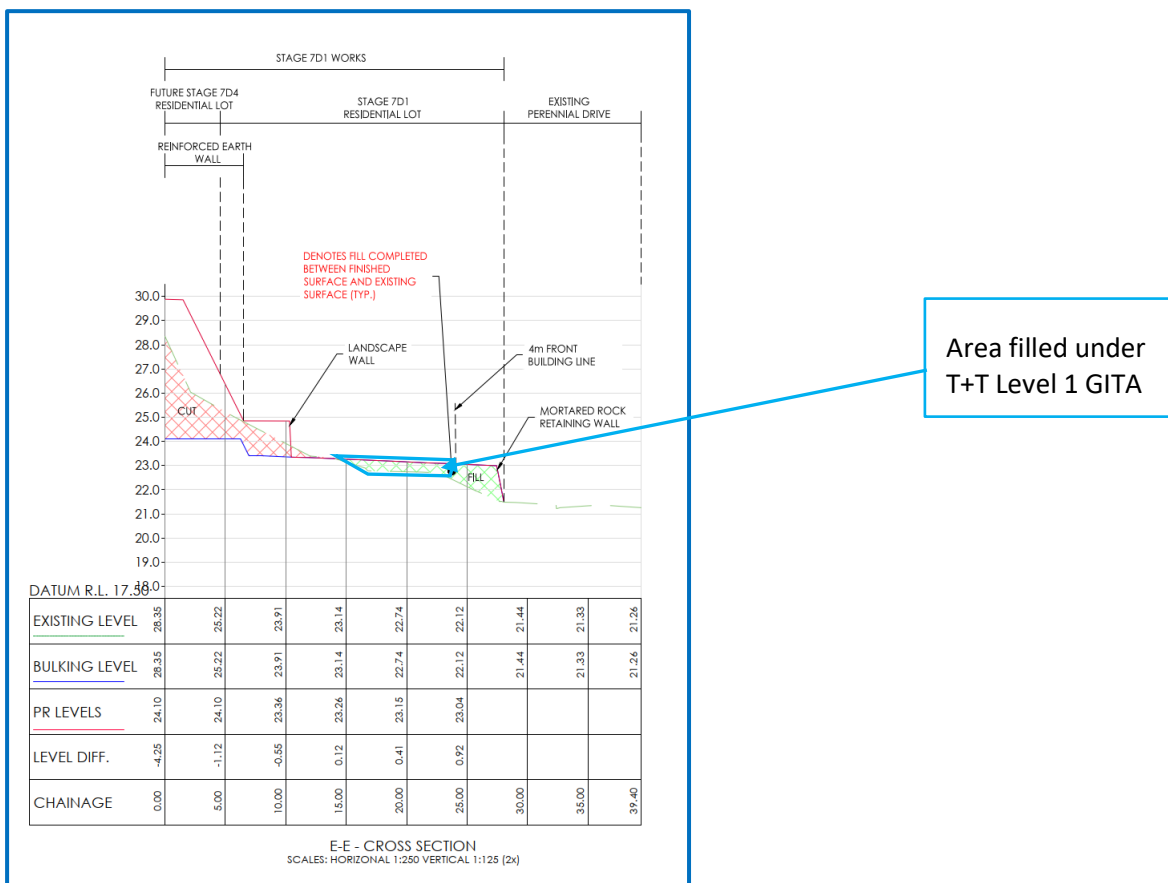 STAGE 7D1 WORKS
FUTURE STAGE 7D4
RESIDENTIAL LOT
STAGE 7D1
RESIDENTIAL LOT
EXISTING
PERENNIAL DRIVE
REINFORCED EARTH
WALL
DENOTES FILL COMPLETED
BETWEEN FINISHED
SURFACE AND EXISTING
SURFACE (TYP.)
LANDSCAPE
WALL
4m FRONT
BUILDING LINE
MORTARED ROCK
RETAINING WALL
CUT
FILL
Area filled under
T+T Level 1 GITA
30.0
29.0
28.0
27.0
26.0
25.0
24.0
23.0
22.0
21.0
20.0
19.0
18.0
DATUM R.L. 17.50
EXISTING LEVEL 28.35 25.22 23.91 23.14 22.74 22.12 21.44 21.33 21.26
BULKING LEVEL 28.35 25.22 23.91 23.14 22.74 22.12 21.44 21.33 21.26
PR LEVELS 24.10 24.10 23.36 23.26 23.15 23.04
LEVEL DIFF. -4.25 -1.12 -0.55 0.12 0.41 0.92
CHAINAGE 0.00 5.00 10.00 15.00 20.00 25.00 30.00 35.00 39.40
E-E - CROSS SECTION
SCALES: HORIZONAL 1:250 VERTICAL 1:125 (2x)